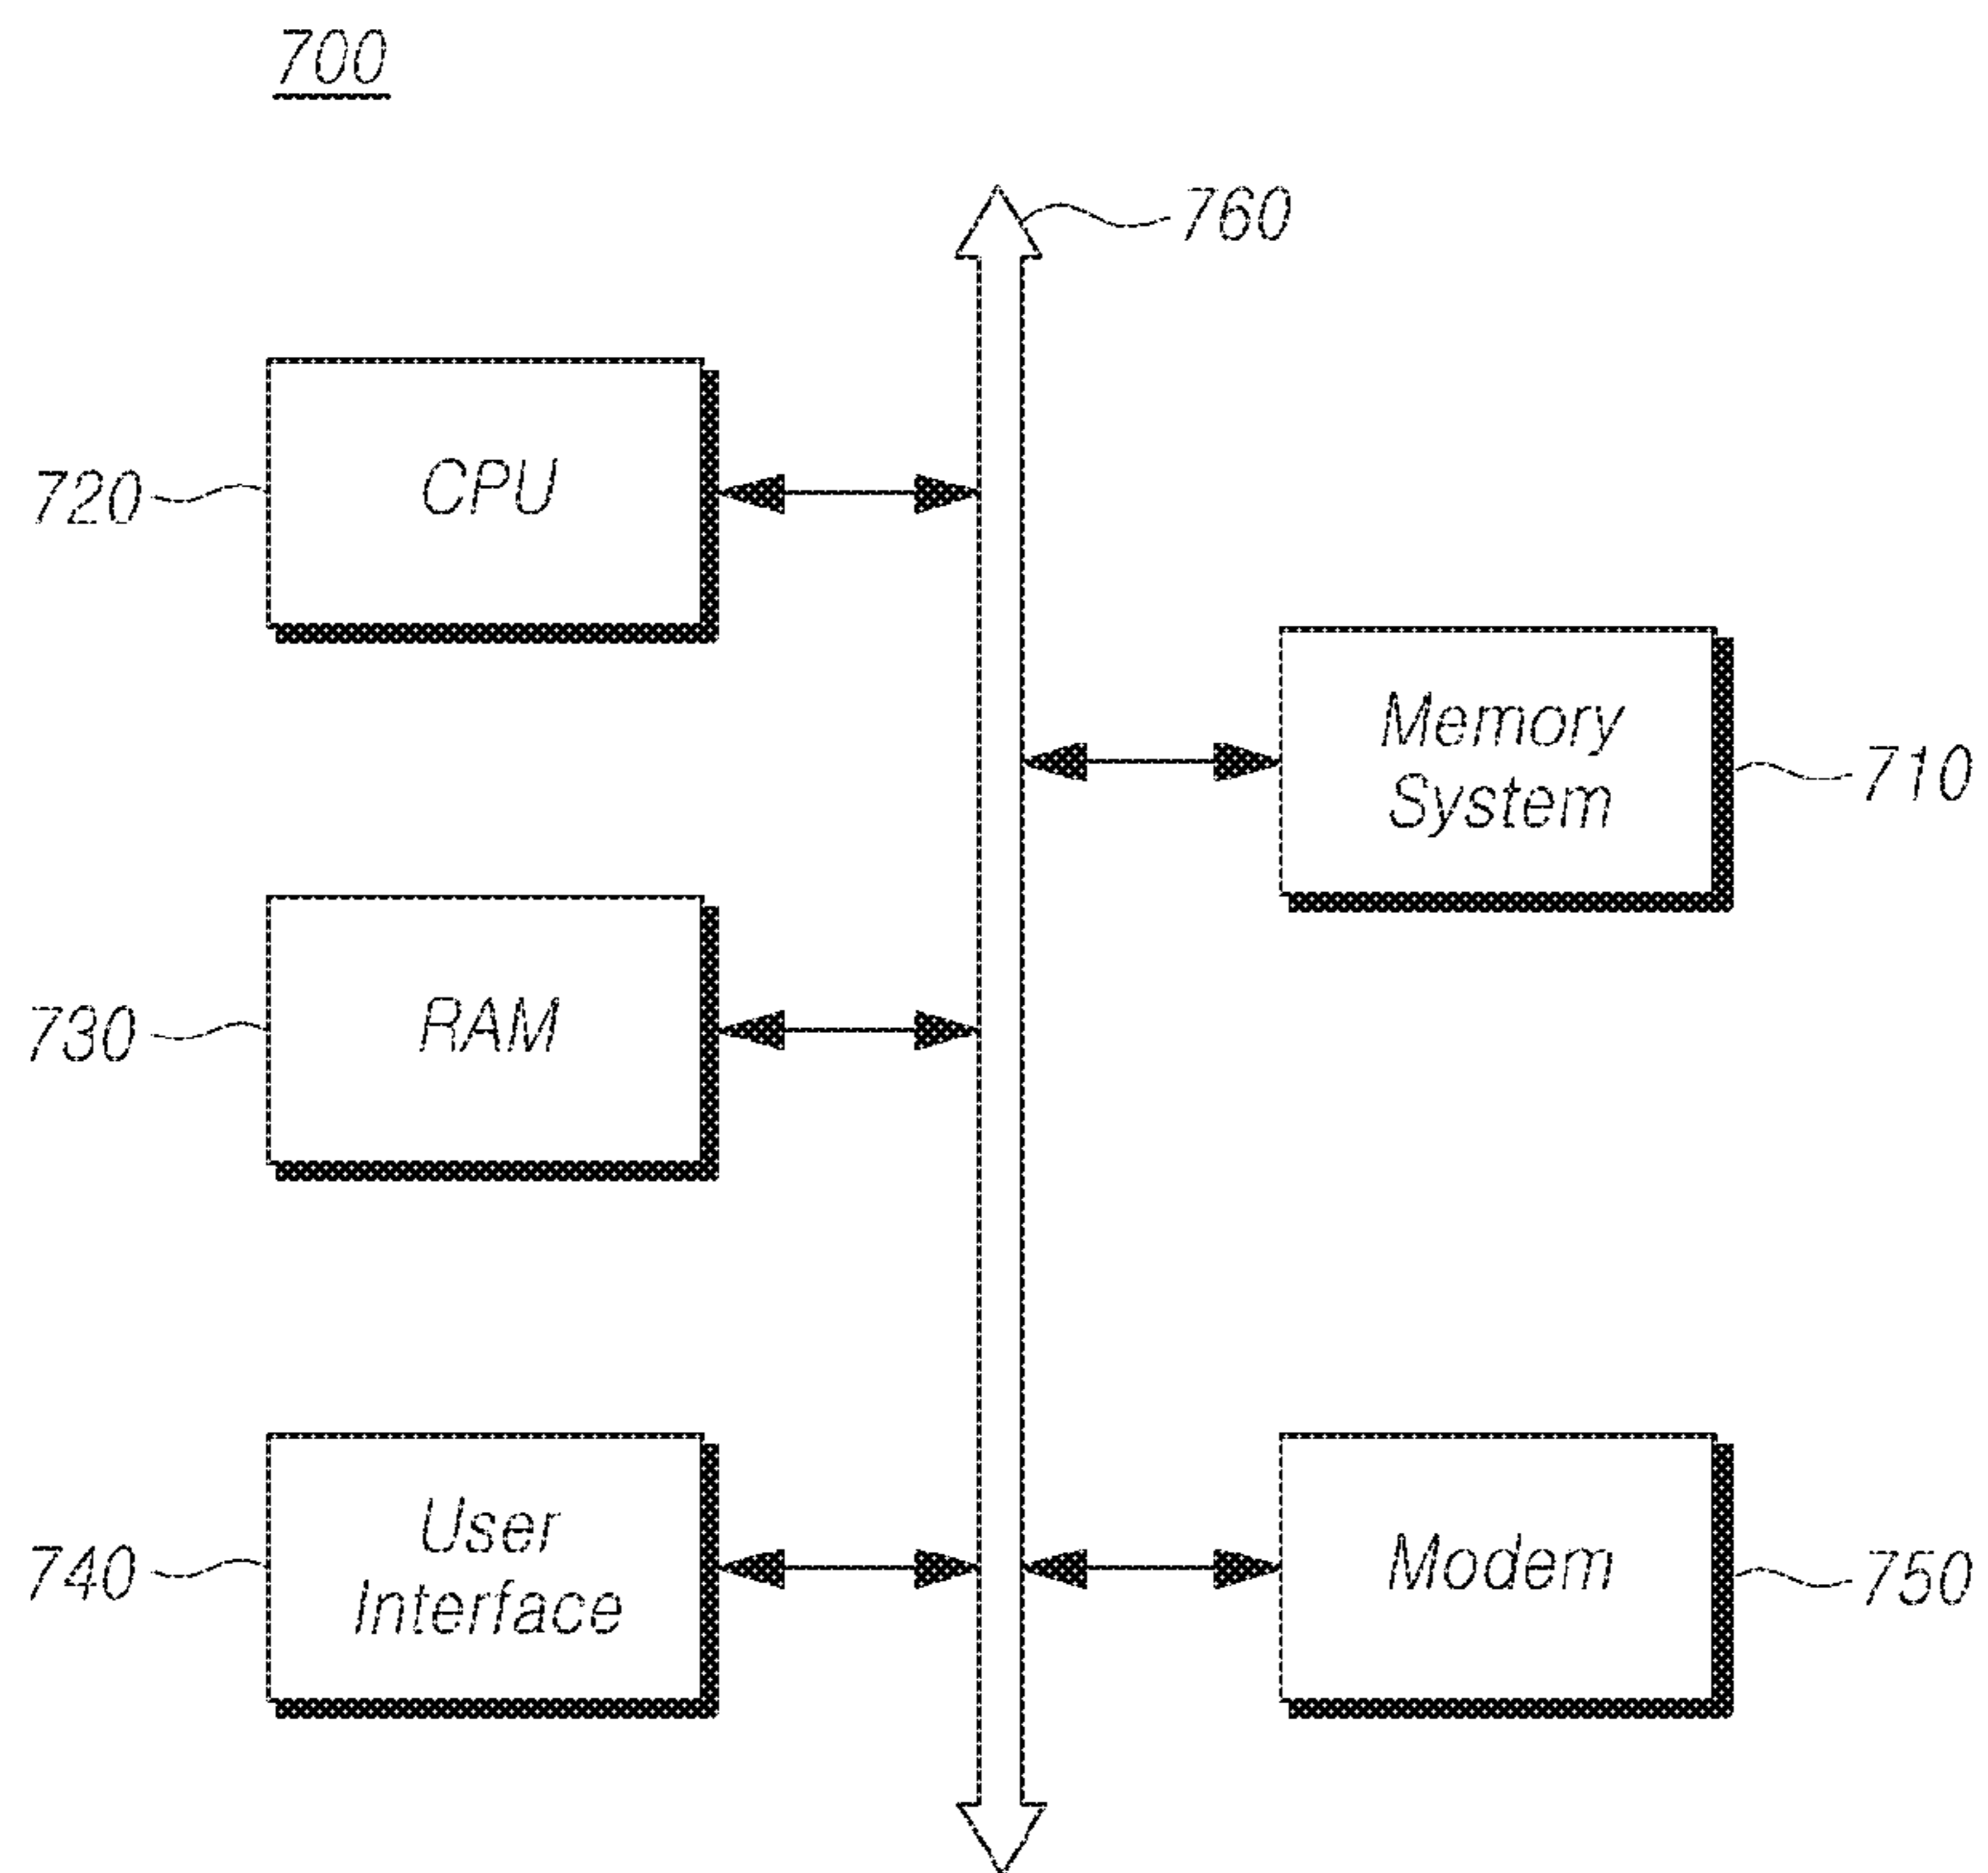 700
760
720
CPU
Memory
System
710
730
RAM
740
User
Interface
Modem
750